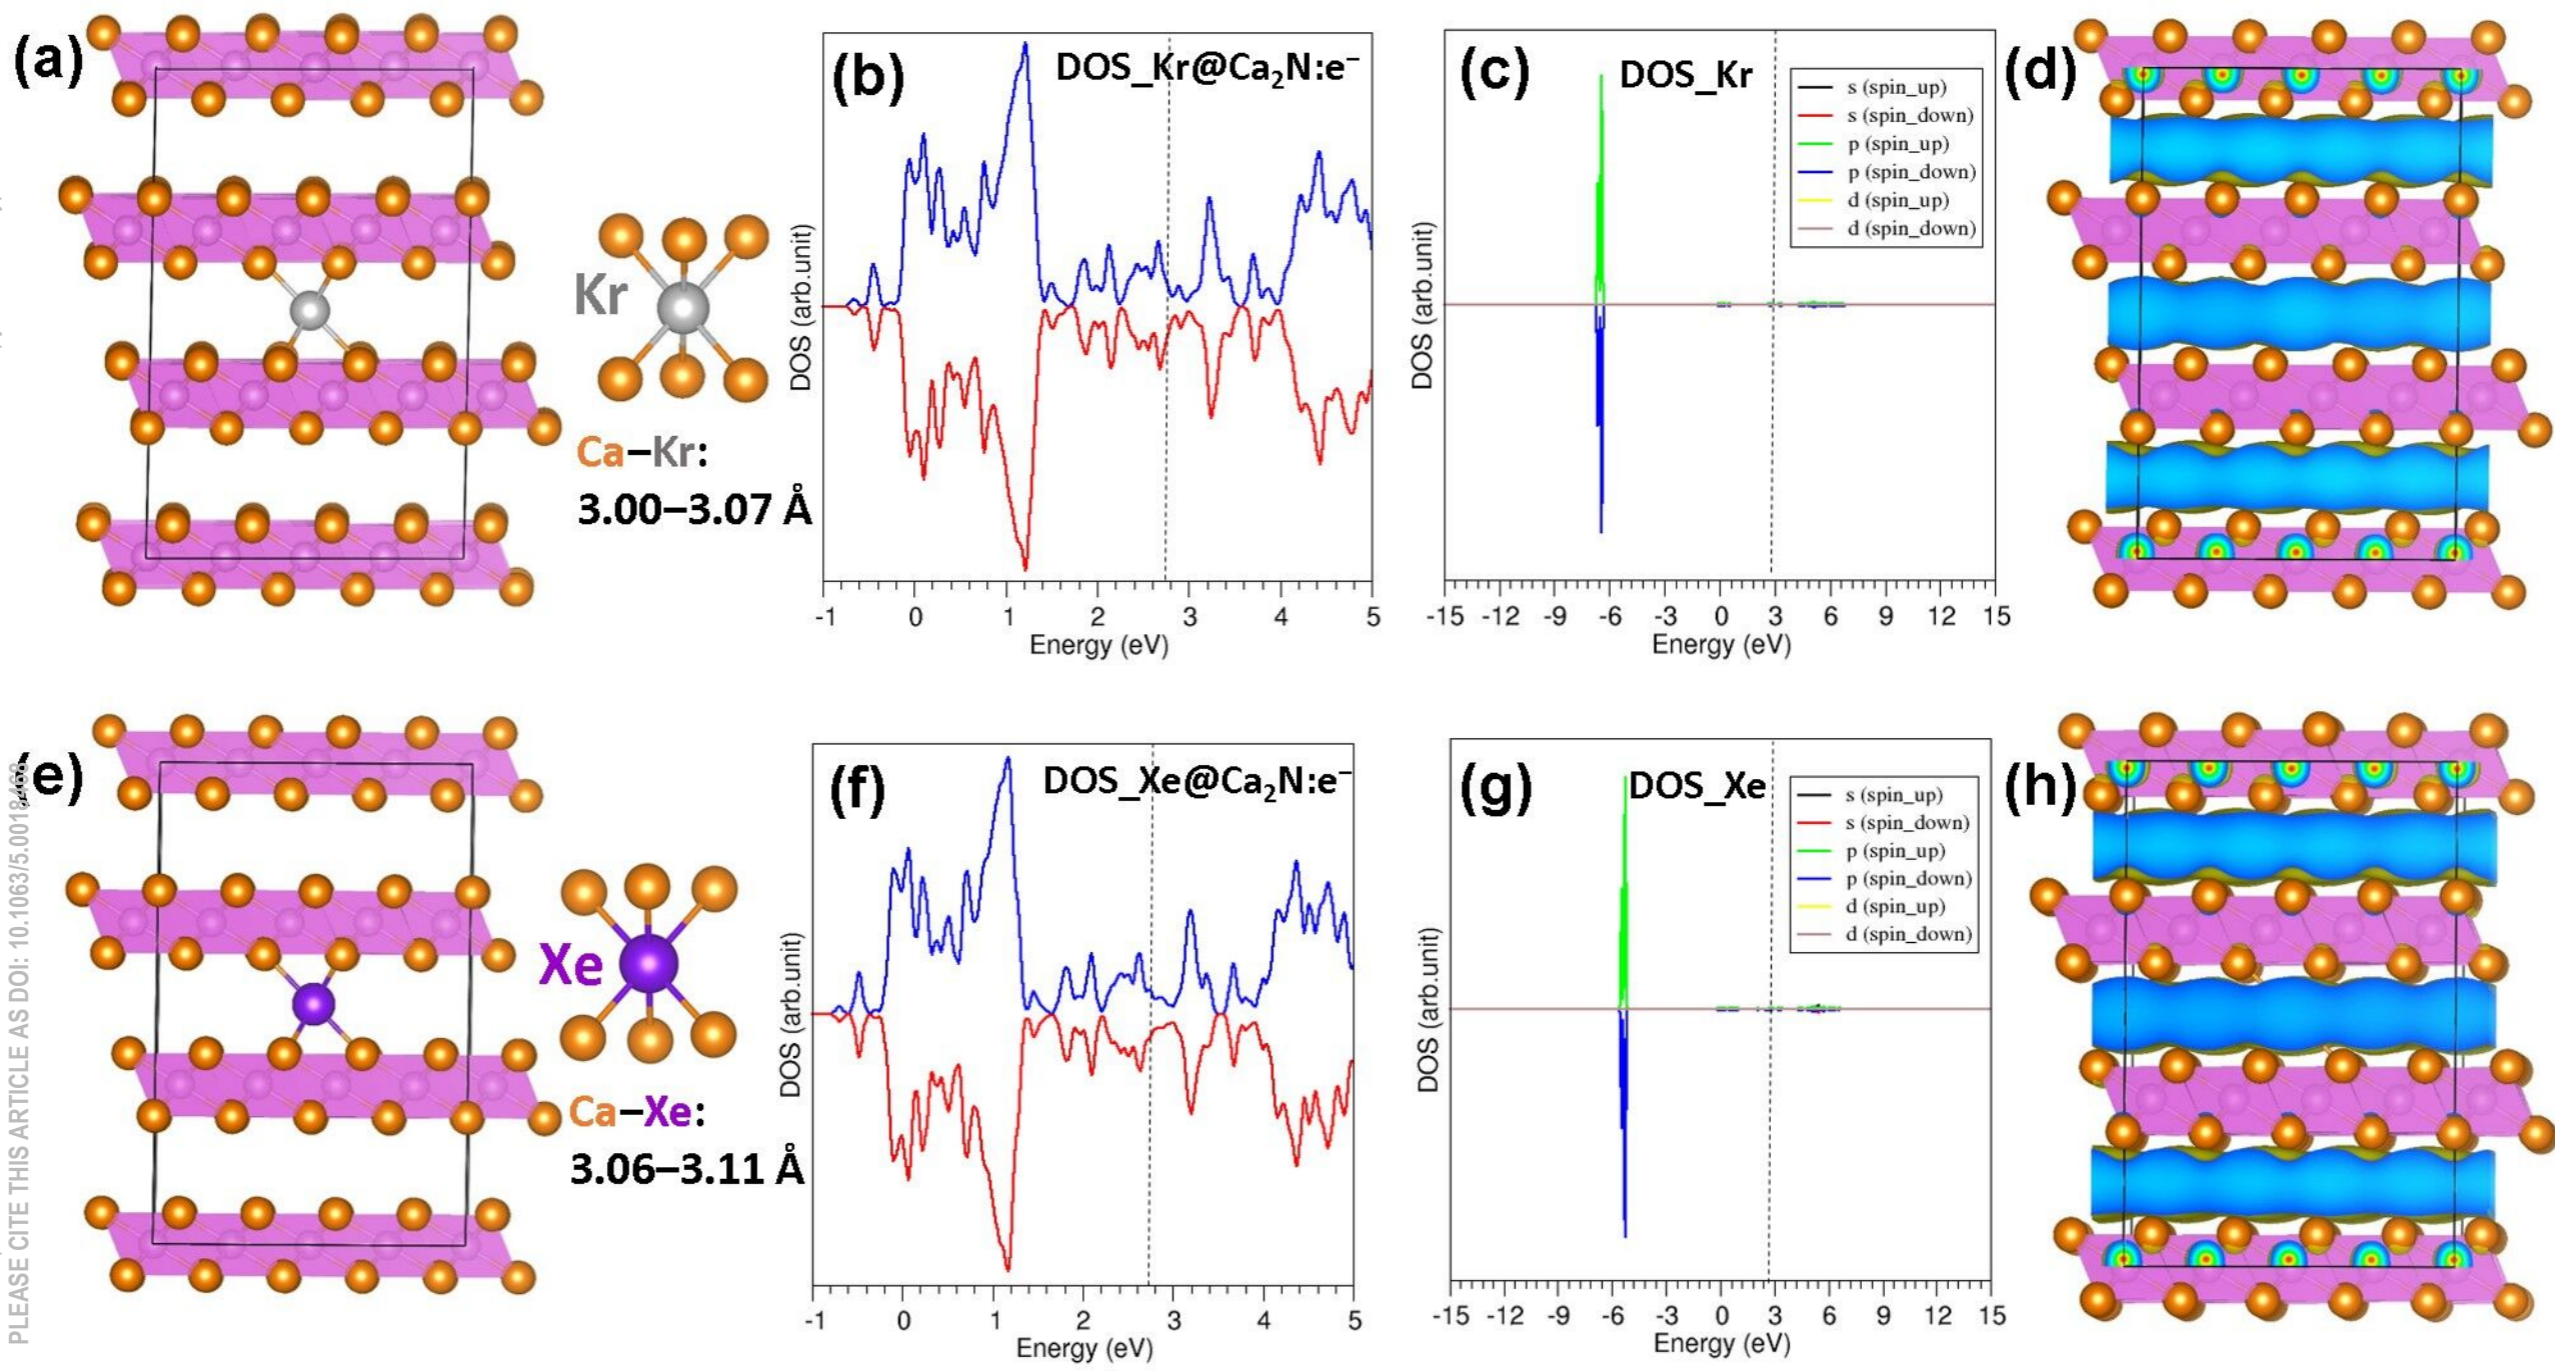 (a)
Kr
Ca–Kr:
3.00–3.07 Å
(b)
DOS_Kr@Ca₂N:e⁻
DOS (arb.unit)
-1 0 1 2 3 4 5
Energy (eV)
(c)
DOS_Kr
s (spin_up)
s (spin_down)
p (spin_up)
p (spin_down)
d (spin_up)
d (spin_down)
DOS (arb.unit)
-15 -12 -9 -6 -3 0 3 6 9 12 15
Energy (eV)
(d)
(e)
Xe
Ca–Xe:
3.06–3.11 Å
(f)
DOS_Xe@Ca₂N:e⁻
DOS (arb.unit)
-1 0 1 2 3 4 5
Energy (eV)
(g)
DOS_Xe
s (spin_up)
s (spin_down)
p (spin_up)
p (spin_down)
d (spin_up)
d (spin_down)
DOS (arb.unit)
-15 -12 -9 -6 -3 0 3 6 9 12 15
Energy (eV)
(h)
PLEASE CITE THIS ARTICLE AS DOI: 10.1063/5.0018468